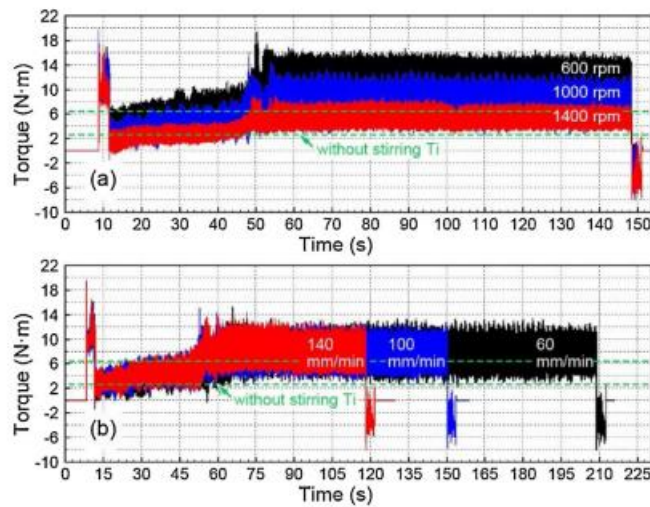 22
18
14
10
6
2
-2
-6
-10
Torque (N·m)
600 rpm
1000 rpm
1400 rpm
without stirring Ti
(a)
0 10 20 30 40 50 60 70 80 90 100 110 120 130 140 150
Time (s)
22
18
14
10
6
2
-2
-6
-10
Torque (N·m)
140 100 60
mm/min mm/min mm/min
without stirring Ti
(b)
0 15 30 45 60 75 90 105 120 135 150 165 180 195 210 225
Time (s)